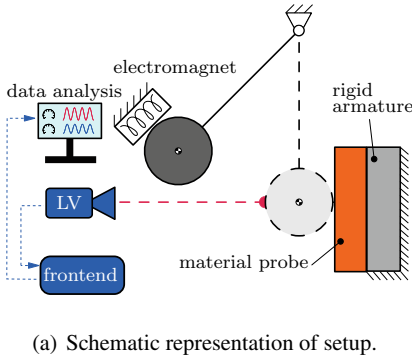 electromagnet
data analysis
rigid
armature
LV
material probe
frontend
(a) Schematic representation of setup.